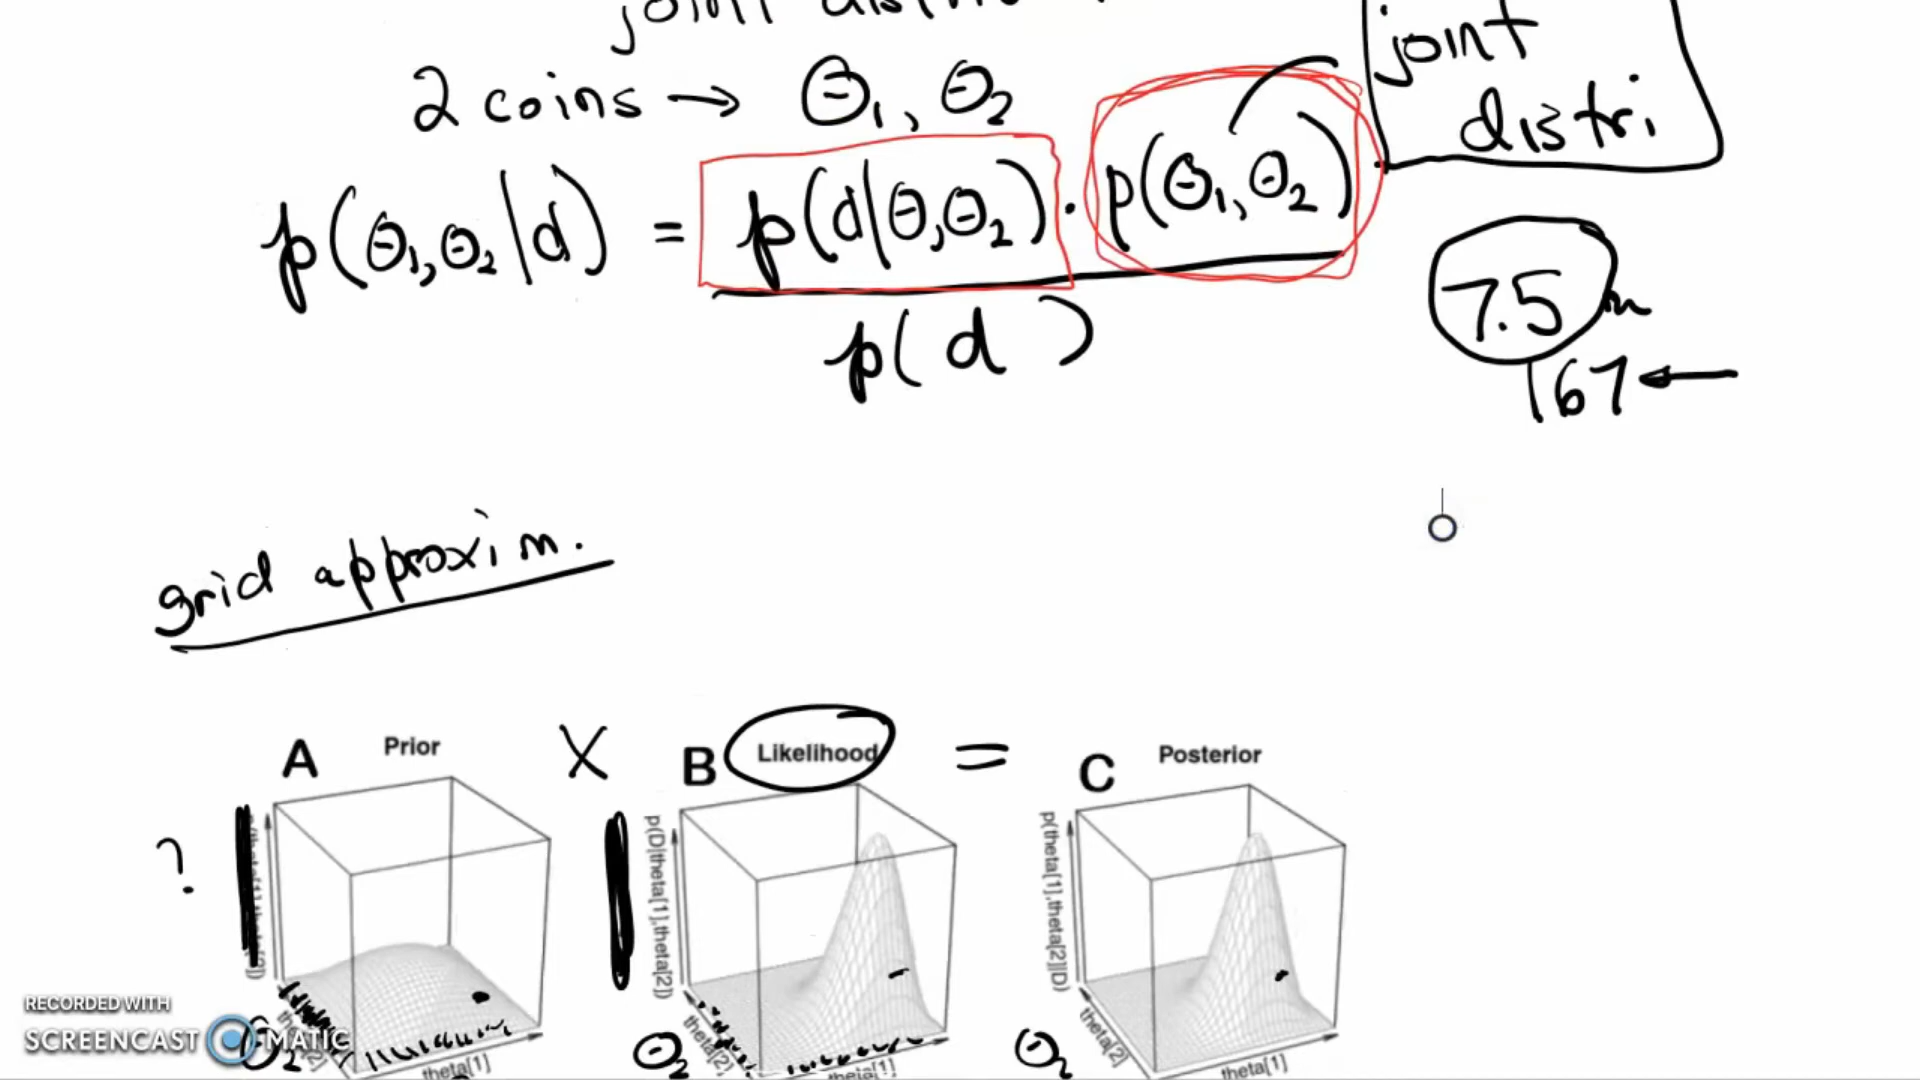 joint distri
2 coins → Θ₁, Θ₂
joint
distri.
p(Θ₁,Θ₂|d) = p(d|Θ,Θ₂) · p(Θ₁,Θ₂)
p(d)
7.5 m
167 ←
grid approxim.
A Prior X B Likelihood = C Posterior
?
p(D|theta[1],theta[2])
p(theta[1],theta[2]|D)
Θ₂ theta[1]
Θ₂ theta[2] theta[1]
Θ₂ theta[2] theta[1]
RECORDED WITH
SCREENCAST MATIC